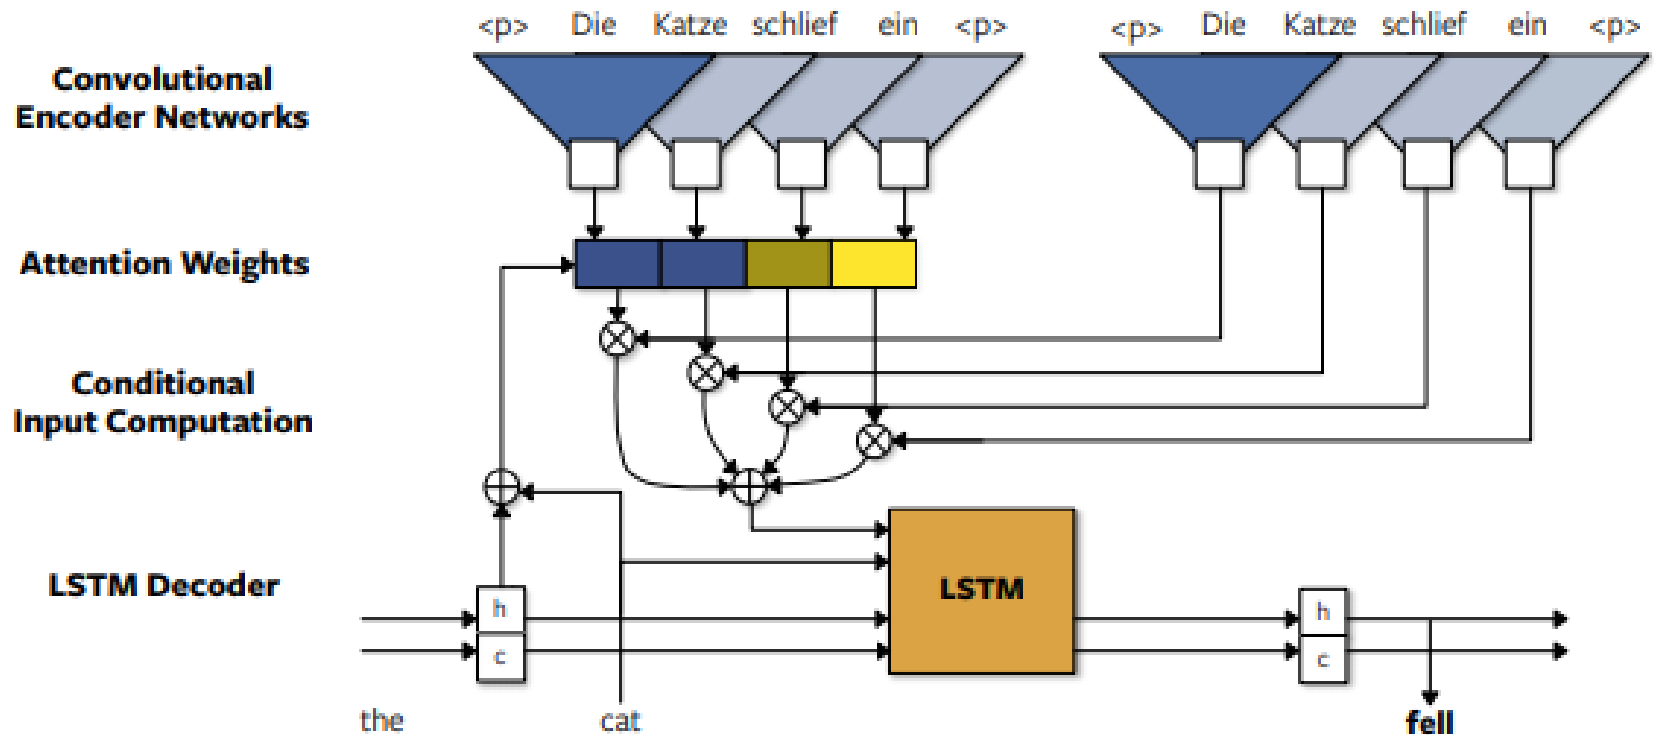 <p> Die Katze schlief ein <p>
<p> Die Katze schlief ein <p>
Convolutional
Encoder Networks
Attention Weights
Conditional
Input Computation
LSTM Decoder
LSTM
h
c
h
c
the
cat
fell